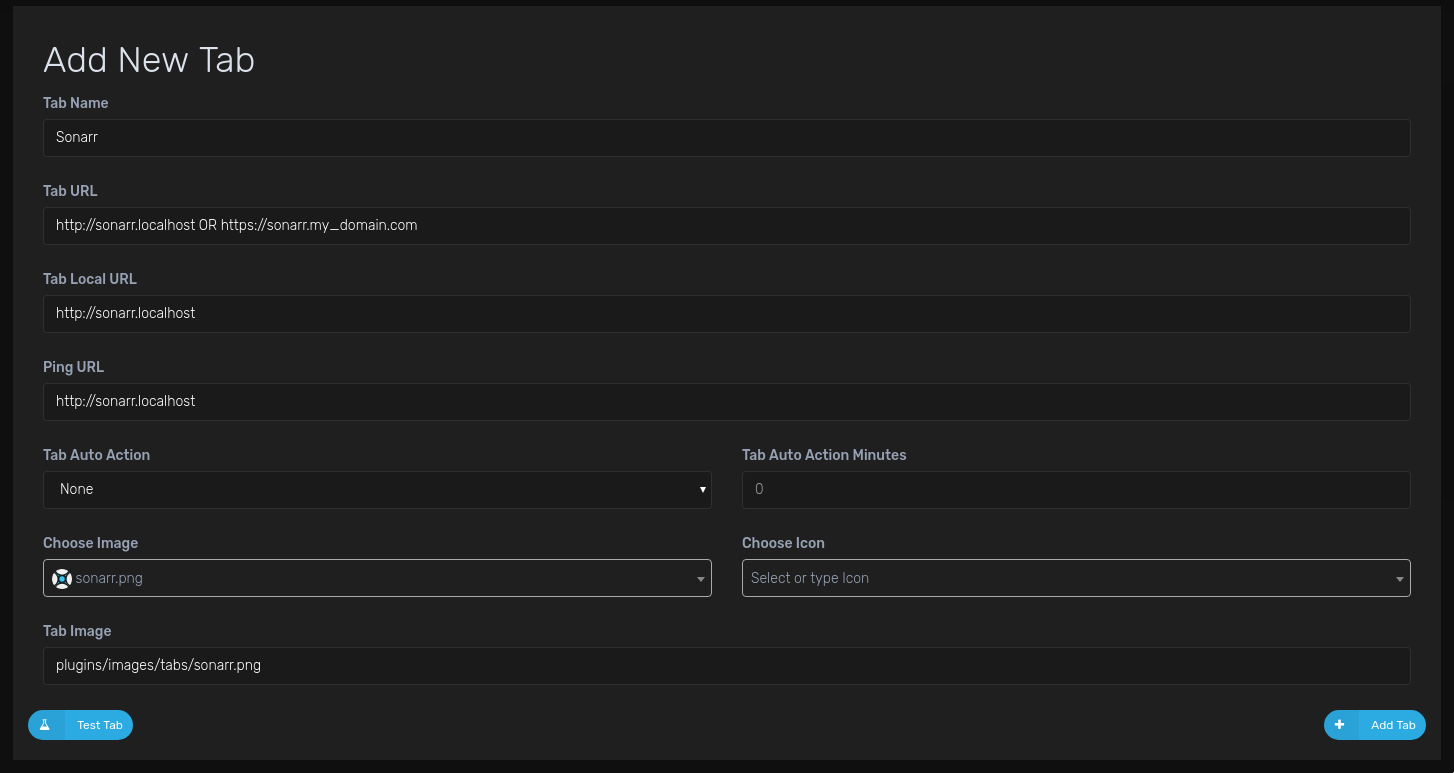 Add New Tab
Tab Name
Sonarr
Tab URL
http://sonarr.localhost OR https://sonarr.my_domain.com
Tab Local URL
http://sonarr.localhost
Ping URL
http://sonarr.localhost
Tab Auto Action
Tab Auto Action Minutes
None
0
Choose Image
Choose Icon
sonarr.png
Select or type Icon
Tab Image
plugins/images/tabs/sonarr.png
Test Tab
Add Tab